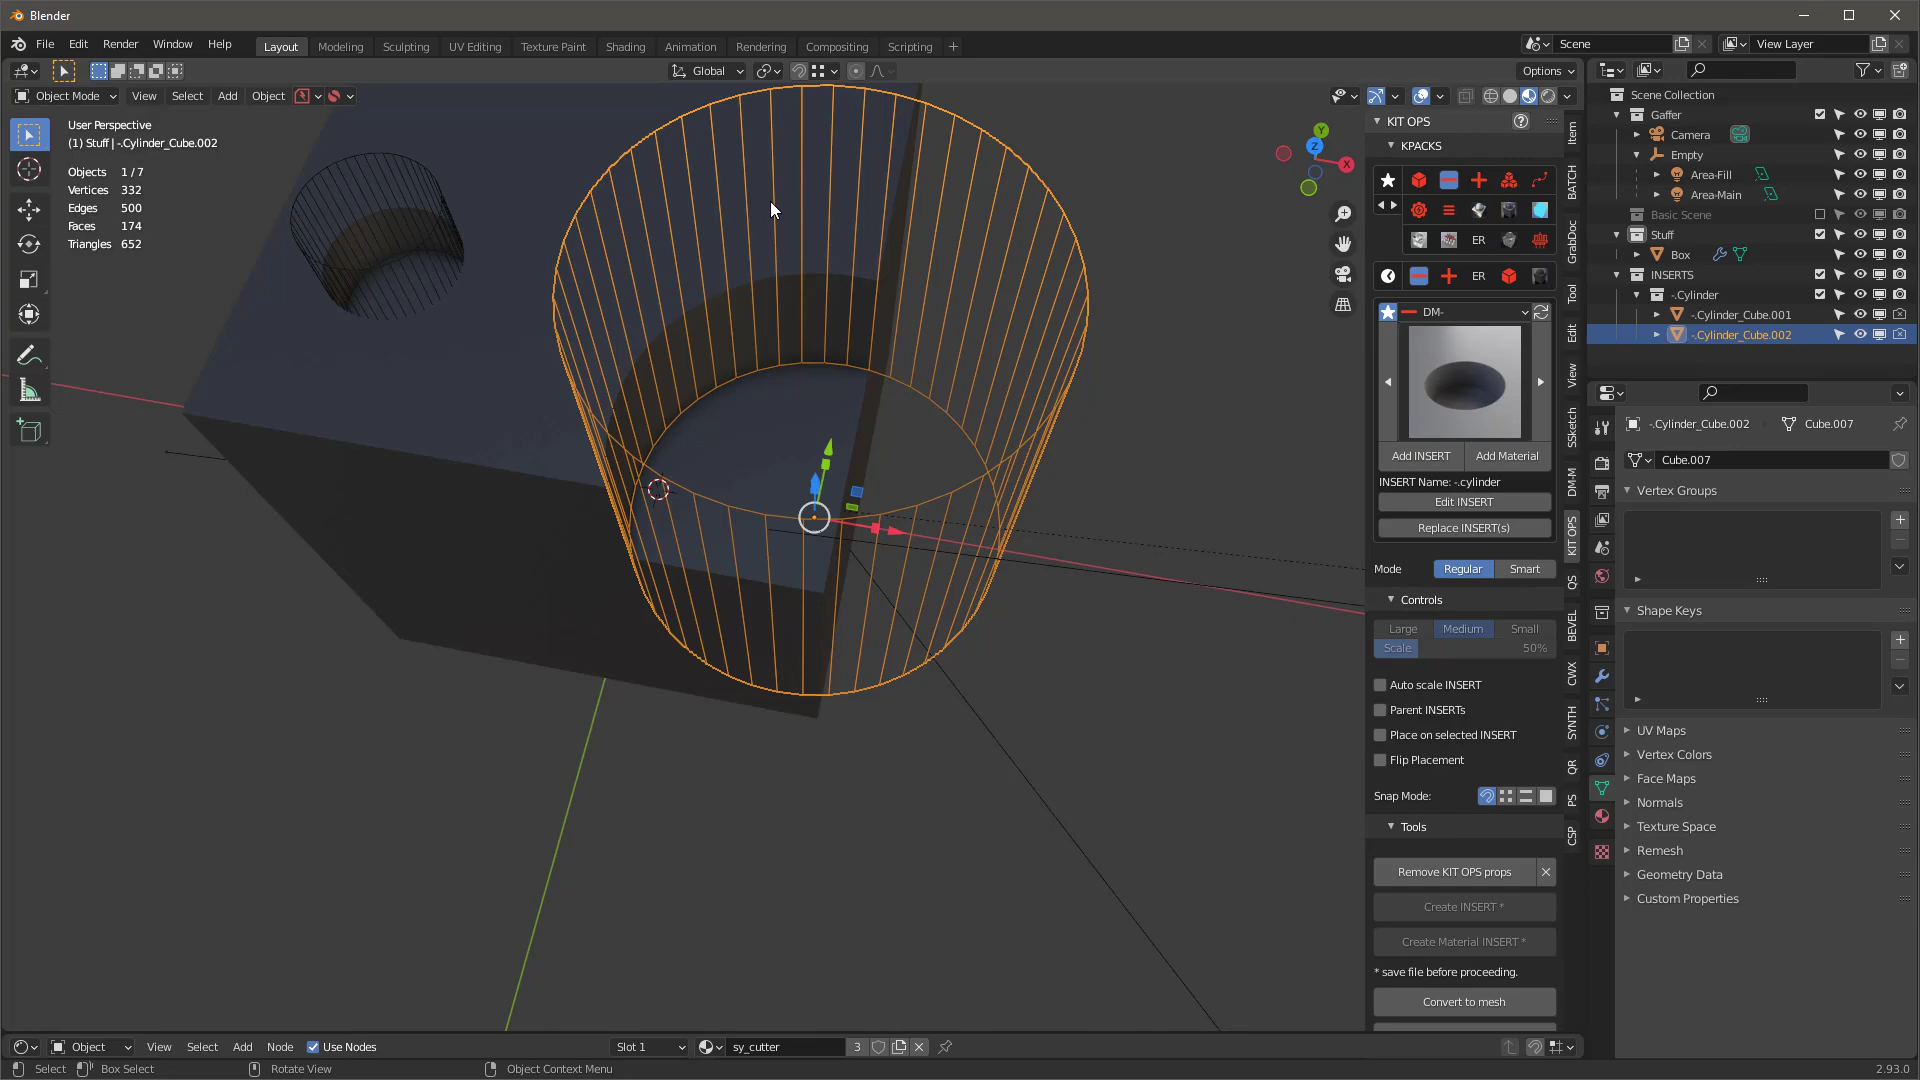 Blender
File Edit Render Window Help Layout Modeling Sculpting UV Editing Texture Paint Shading Animation Rendering Compositing Scripting + Scene View Layer
Global Options
Object Mode View Select Add Object
User Perspective
(1) Stuff | -.Cylinder_Cube.002
Objects 1 / 7
Vertices 332
Edges 500
Faces 174
Triangles 652
Y
Z
X
KIT OPS
KPACKS
ER
ER
DM-
Add INSERT Add Material
INSERT Name: -.cylinder
Edit INSERT
Replace INSERT(s)
Mode Regular Smart
Controls
Large Medium Small
Scale 50%
Auto scale INSERT
Parent INSERTs
Place on selected INSERT
Flip Placement
Snap Mode:
Tools
Remove KIT OPS props
Create INSERT *
Create Material INSERT *
* save file before proceeding.
Convert to mesh
Item
BATCH
GrabDoc
Tool
Edit
View
SSketch
DM-M
KIT OPS
QS
BEVEL
CWX
SYNTH
QR
PS
CSP
Scene Collection
Gaffer
Camera
Empty
Area-Fill
Area-Main
Basic Scene
Stuff
Box
INSERTS
-.Cylinder
-.Cylinder_Cube.001
-.Cylinder_Cube.002
-.Cylinder_Cube.002 Cube.007
Cube.007
Vertex Groups
Shape Keys
UV Maps
Vertex Colors
Face Maps
Normals
Texture Space
Remesh
Geometry Data
Custom Properties
Object View Select Add Node Use Nodes Slot 1 sy_cutter 3
Select Box Select Rotate View Object Context Menu 2.93.0